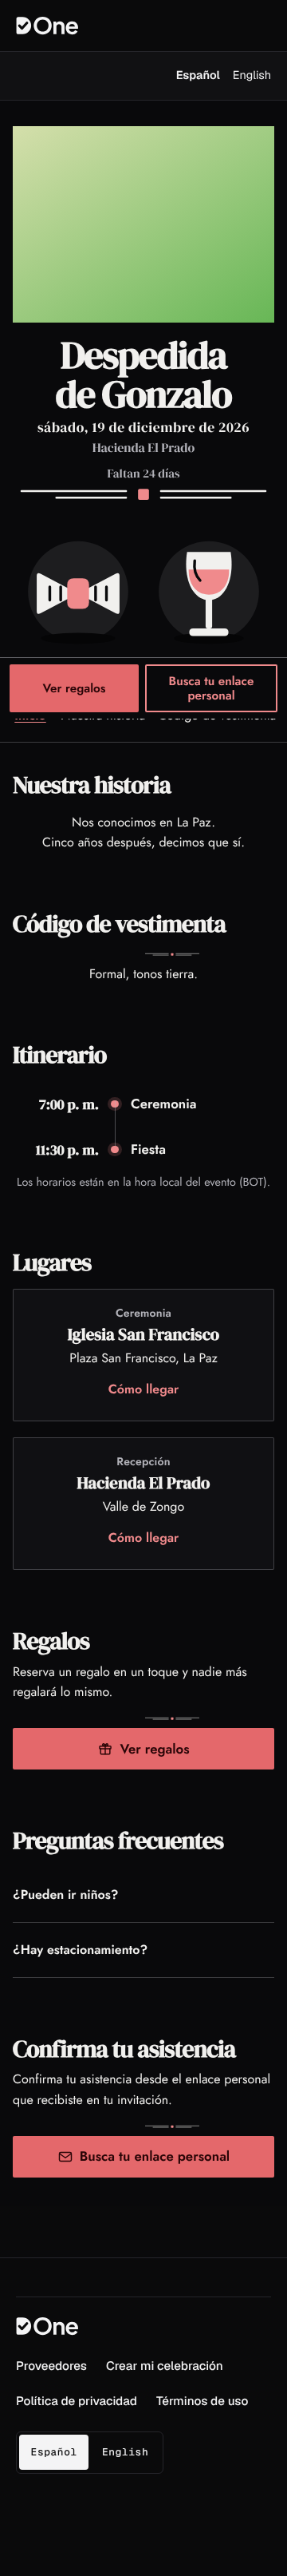 One
Español English
Despedida
de Gonzalo
sábado, 19 de diciembre de 2026
Hacienda El Prado
Faltan 24 días
Ver regalos
Busca tu enlace
personal
Nuestra historia
Nos conocimos en La Paz.
Cinco años después, decimos que sí.
Código de vestimenta
Formal, tonos tierra.
Itinerario
7:00 p. m. Ceremonia
11:30 p. m. Fiesta
Los horarios están en la hora local del evento (BOT).
Lugares
Ceremonia
Iglesia San Francisco
Plaza San Francisco, La Paz
Cómo llegar
Recepción
Hacienda El Prado
Valle de Zongo
Cómo llegar
Regalos
Reserva un regalo en un toque y nadie más
regalará lo mismo.
Ver regalos
Preguntas frecuentes
¿Pueden ir niños?
¿Hay estacionamiento?
Confirma tu asistencia
Confirma tu asistencia desde el enlace personal
que recibiste en tu invitación.
Busca tu enlace personal
One
Proveedores Crear mi celebración
Política de privacidad Términos de uso
Español English